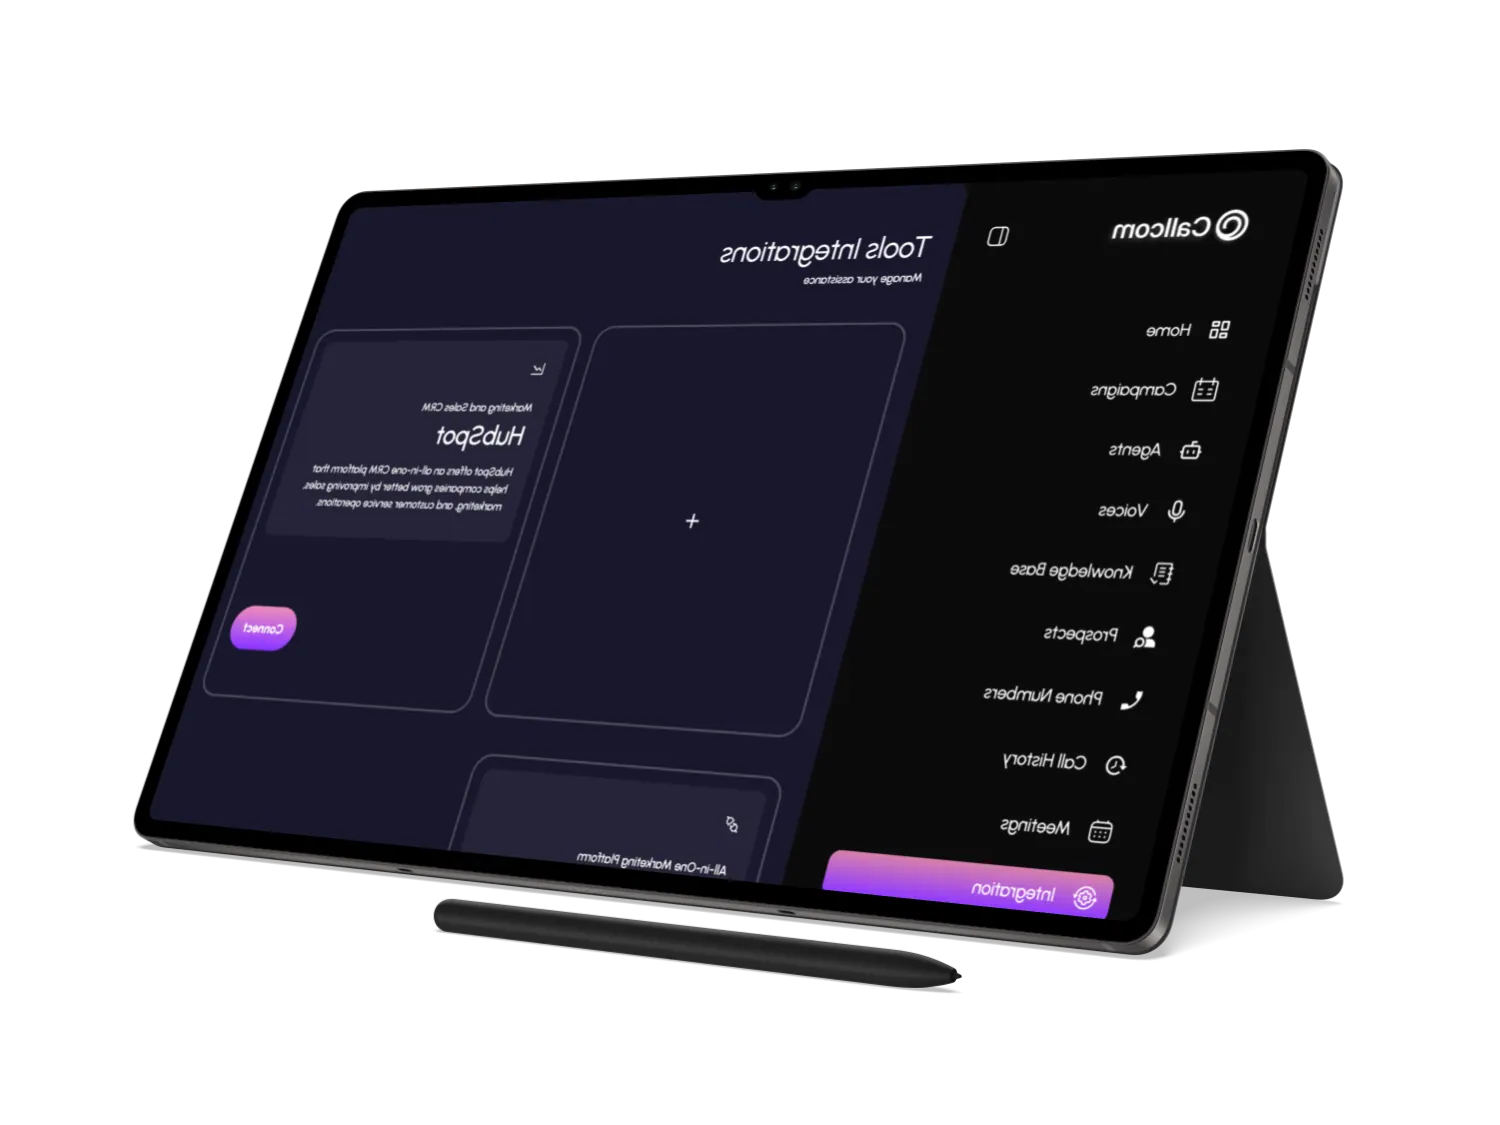 Callcom
Home
Campaigns
Agents
Voices
Knowledge Base
Prospects
Phone Numbers
Call History
Meetings
Integration
Tools Integrations
Manage your assistance
+
Marketing and Sales CRM
HubSpot
HubSpot offers an all-in-one CRM platform that
helps companies grow better by improving sales,
marketing, and customer service operations.
Connect
All-in-One Marketing Platform